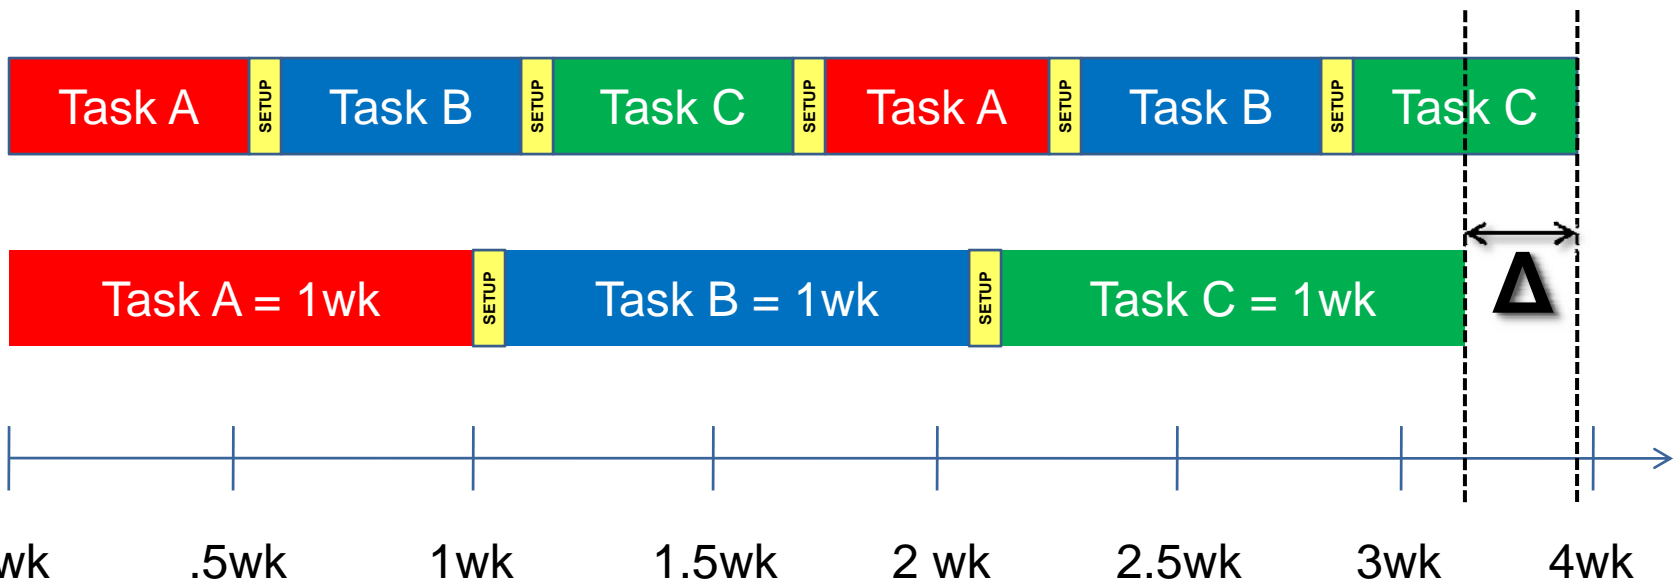 Task A SETUP Task B SETUP Task C SETUP Task A SETUP Task B SETUP Task C
Task A = 1wk SETUP Task B = 1wk SETUP Task C = 1wk Δ
wk .5wk 1wk 1.5wk 2 wk 2.5wk 3wk 4wk